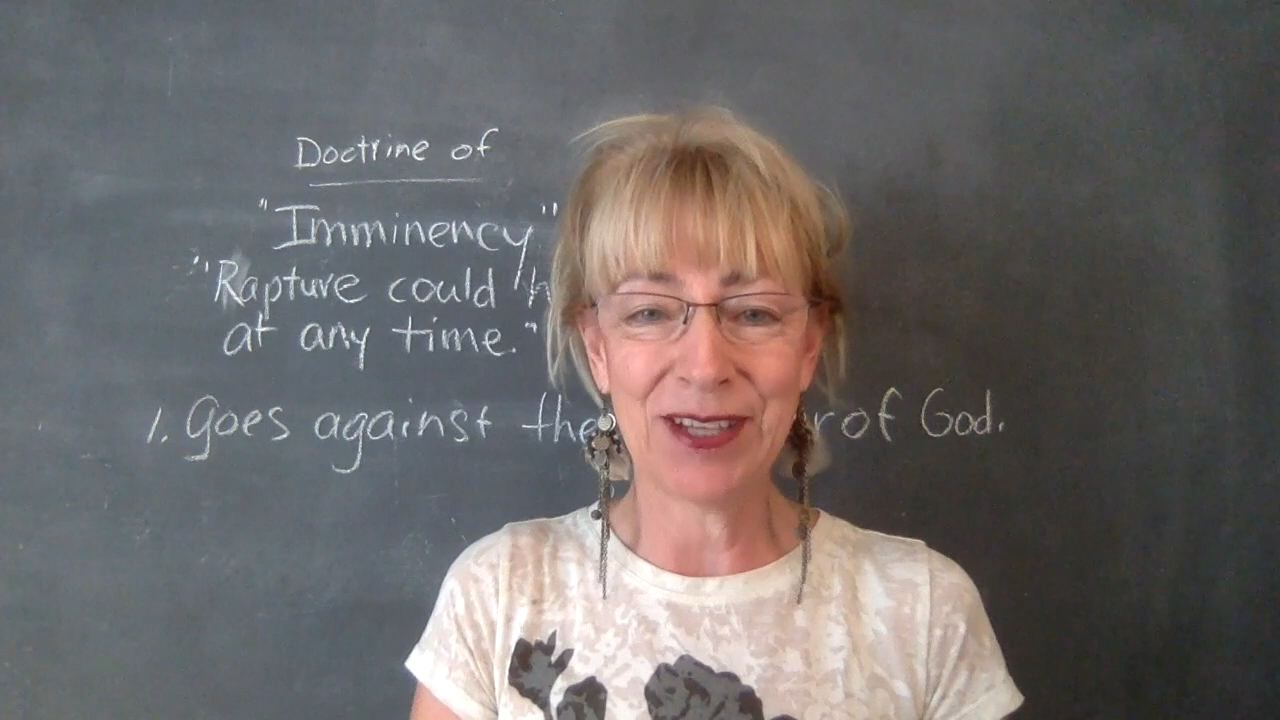 Doctrine of
"Imminency"
"Rapture could
at any time."
1. Goes against the of God.